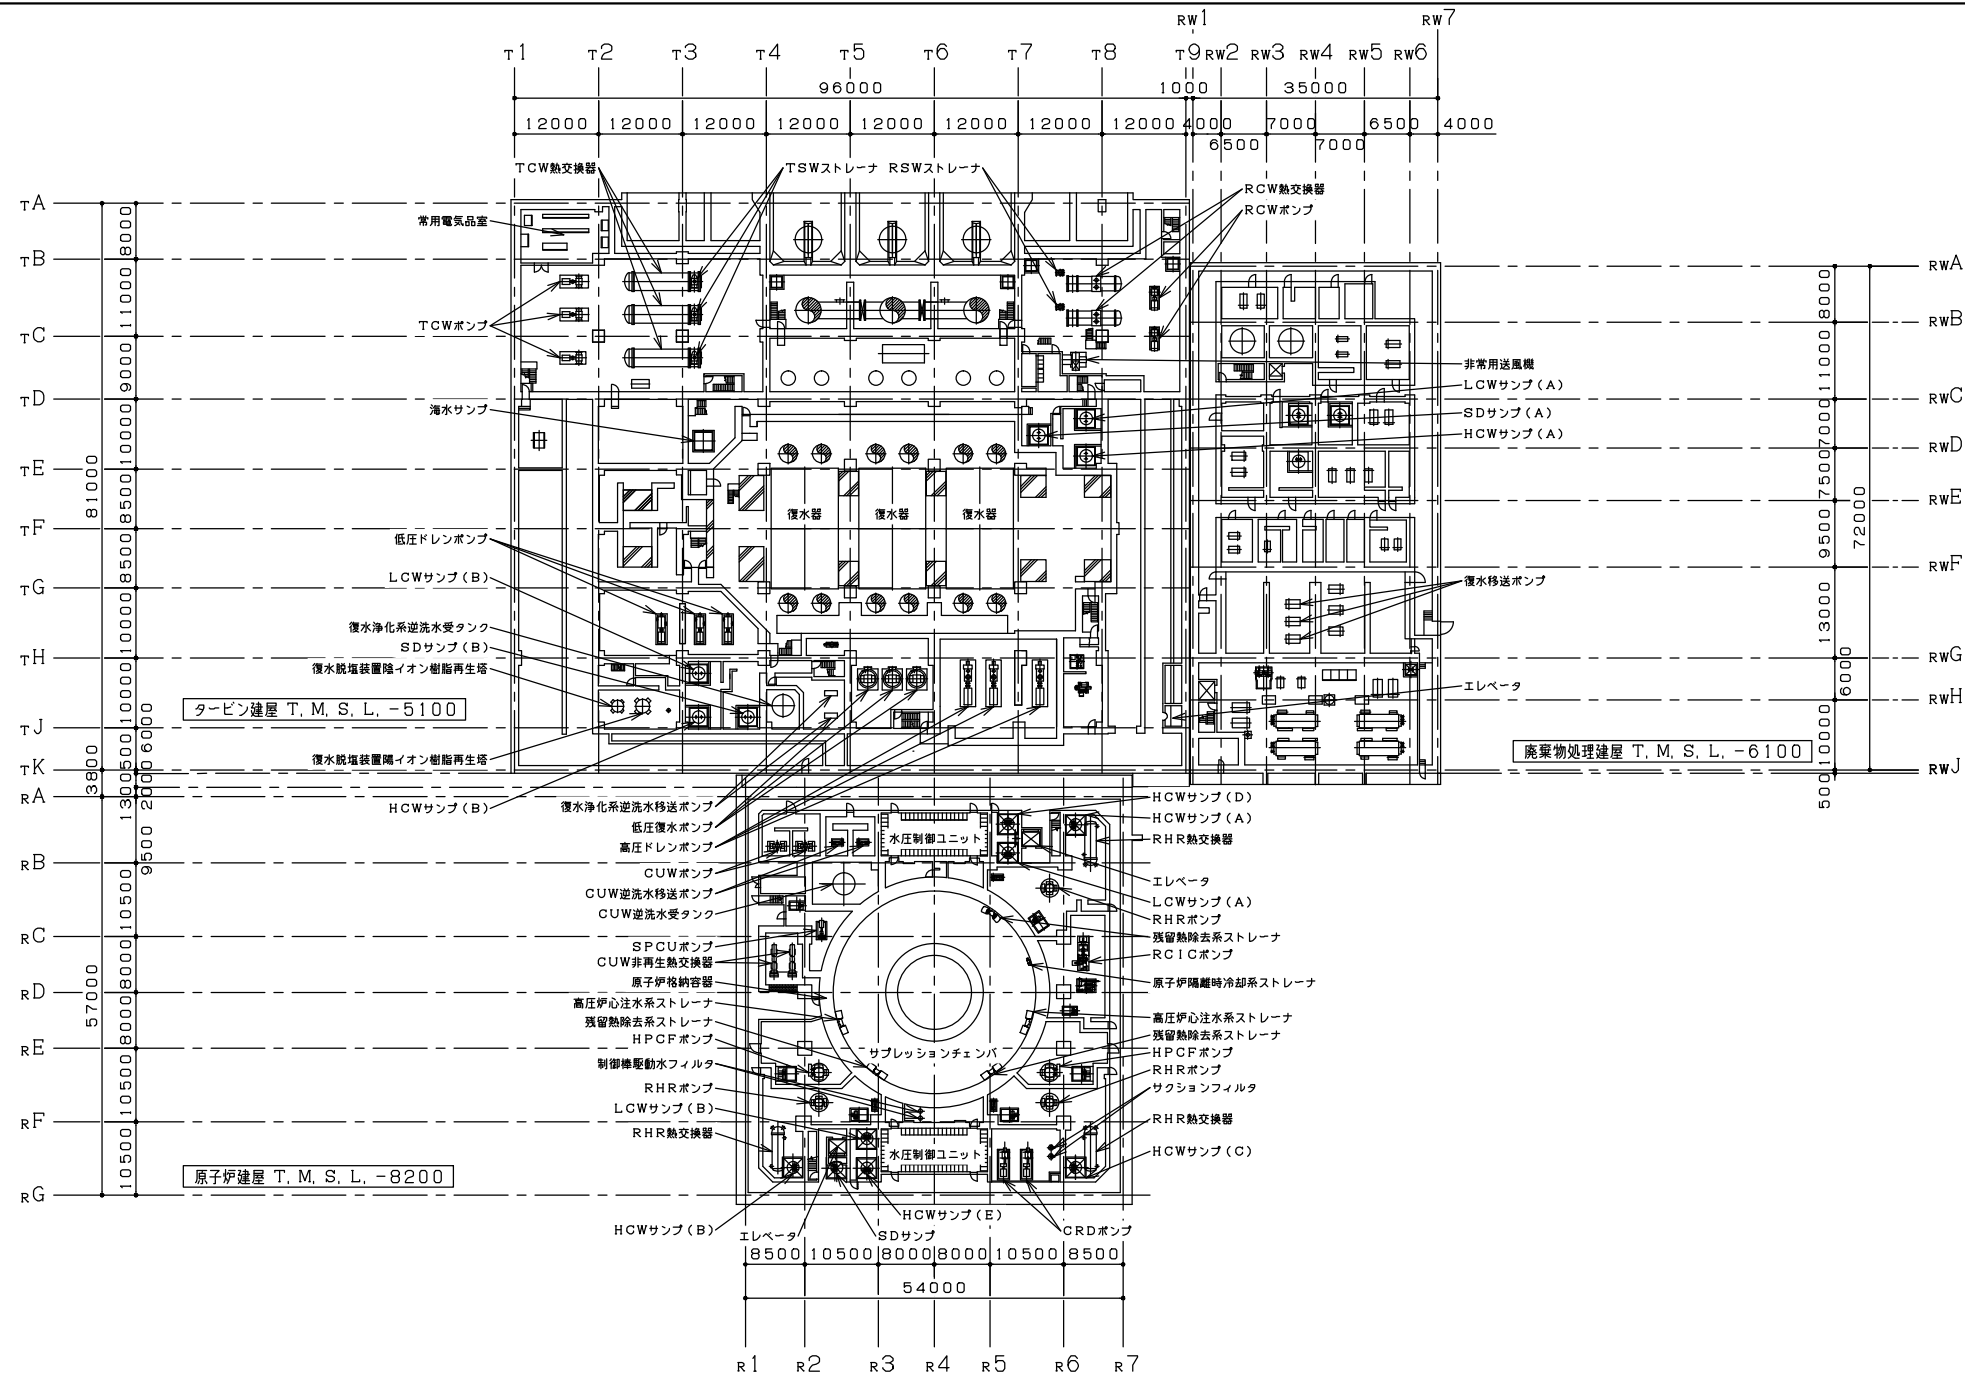 RW1 RW7
T1 T2 T3 T4 T5 T6 T7 T8 T9 RW2 RW3 RW4 RW5 RW6
96000 1000 35000
12000 12000 12000 12000 12000 12000 12000 12000 4000 7000 6500 4000
6500 7000
TCW熱交換器 TSWストレーナ RSWストレーナ
RCW熱交換器
RCWポンプ
常用電気品室
TCWポンプ
海水サンプ
非常用送風機
LCWサンプ(A)
SDサンプ(A)
HCWサンプ(A)
復水器 復水器 復水器
低圧ドレンポンプ
LCWサンプ(B)
復水移送ポンプ
復水浄化系逆洗水受タンク
SDサンプ(B)
復水脱塩装置陰イオン樹脂再生塔
エレベータ
タービン建屋 T.M.S.L.-5100
廃棄物処理建屋 T.M.S.L.-6100
復水脱塩装置陽イオン樹脂再生塔
HCWサンプ(B)
復水浄化系逆洗水移送ポンプ
低圧復水ポンプ
高圧ドレンポンプ
CUWポンプ
CUW逆洗水移送ポンプ
CUW逆洗水受タンク
SPCUポンプ
CUW非再生熱交換器
原子炉格納容器
高圧炉心注水系ストレーナ
残留熱除去系ストレーナ
HPCFポンプ
制御棒駆動水フィルタ
RHRポンプ
LCWサンプ(B)
RHR熱交換器
原子炉建屋 T.M.S.L.-8200
HCWサンプ(B)
エレベータ
SDサンプ
HCWサンプ(E)
CRDポンプ
水圧制御ユニット
サプレッションチェンバ
水圧制御ユニット
HCWサンプ(D)
HCWサンプ(A)
RHR熱交換器
エレベータ
LCWサンプ(A)
RHRポンプ
残留熱除去系ストレーナ
RCICポンプ
原子炉隔離時冷却系ストレーナ
高圧炉心注水系ストレーナ
残留熱除去系ストレーナ
HPCFポンプ
RHRポンプ
サクションフィルタ
RHR熱交換器
HCWサンプ(C)
TA
TB
TC
TD
TE
TF
TG
TH
TJ
TK
RA
RB
RC
RD
RE
RF
RG
81000
3800
57000
8000
11000
9000
10000
8500
8500
10000
10000
6000
500
1300
2000
9500
10500
8000
8000
10500
10500
RWA
RWB
RWC
RWD
RWE
RWF
RWG
RWH
RWJ
8000
11000
7000
7500
9500
13000
6000
10000
500
72000
8500 10500 8000 8000 10500 8500
54000
R1 R2 R3 R4 R5 R6 R7